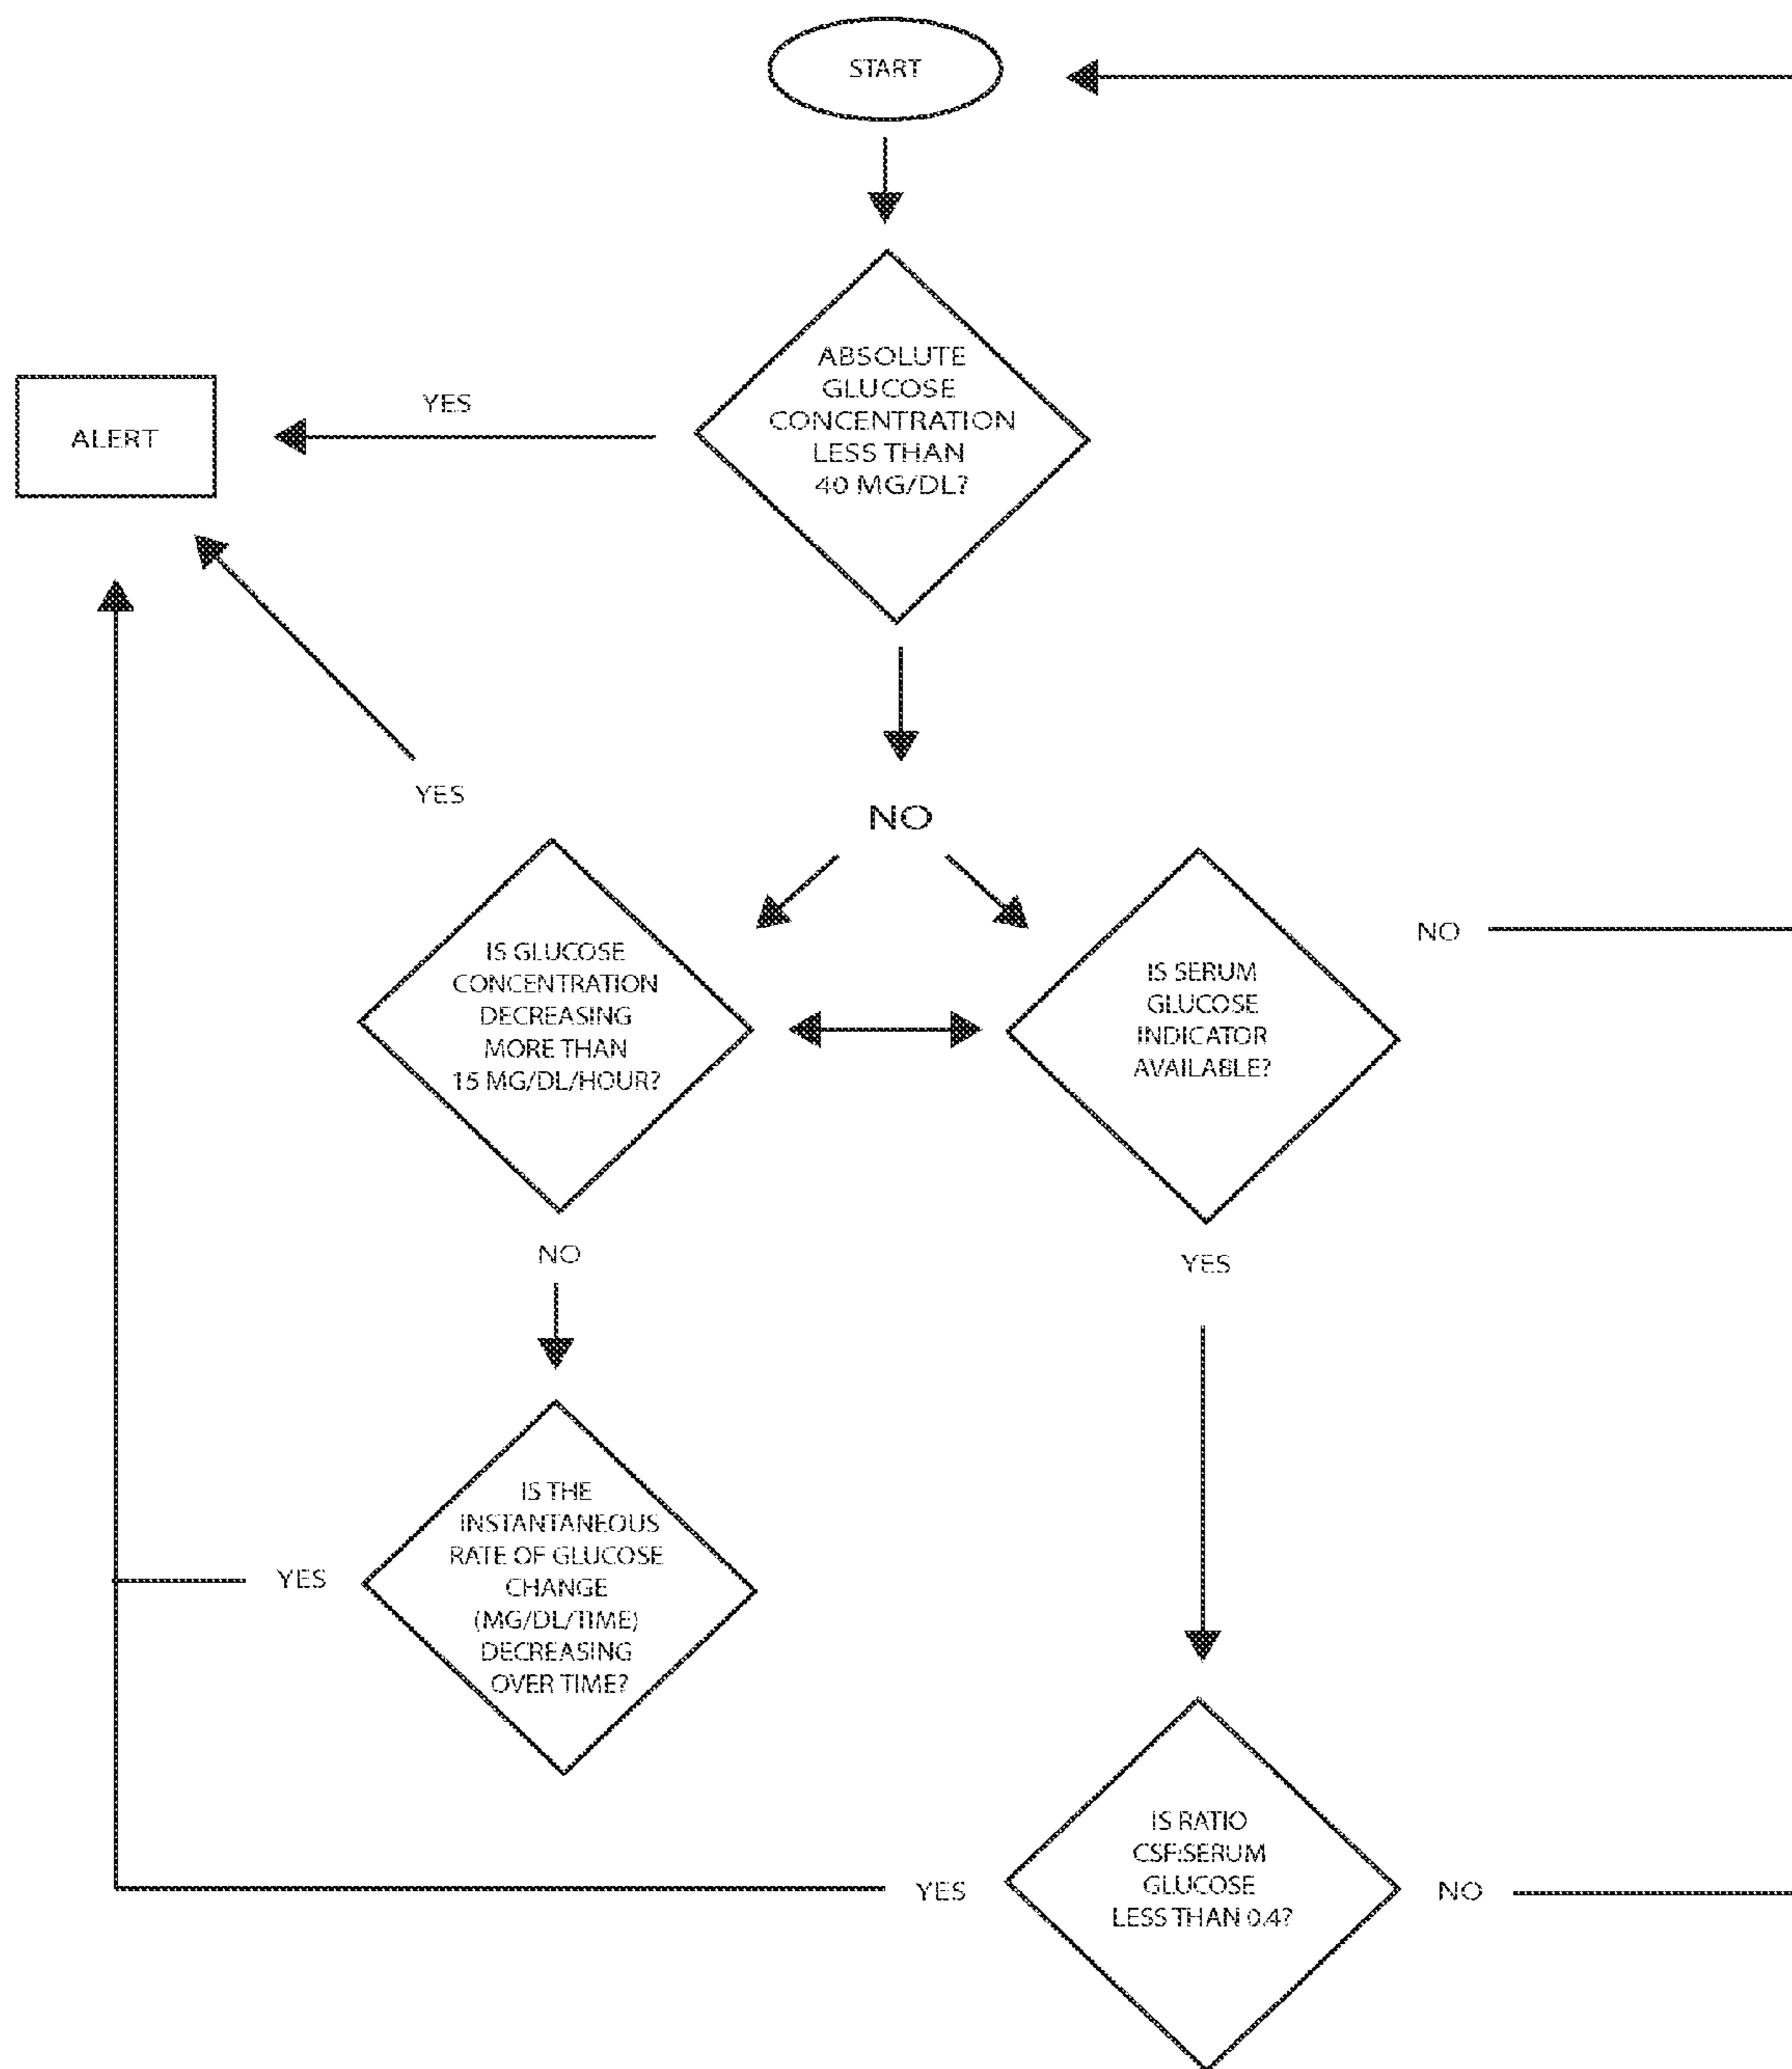 START
ABSOLUTE
GLUCOSE
CONCENTRATION
LESS THAN
40 MG/DL?
YES
ALERT
YES
NO
IS GLUCOSE
CONCENTRATION
DECREASING
MORE THAN
15 MG/DL/HOUR?
IS SERUM
GLUCOSE
INDICATOR
AVAILABLE?
NO
NO
YES
IS THE
INSTANTANEOUS
RATE OF GLUCOSE
CHANGE
(MG/DL/TIME)
DECREASING
OVER TIME?
YES
IS RATIO
CSF:SERUM
GLUCOSE
LESS THAN 0.4?
YES
NO